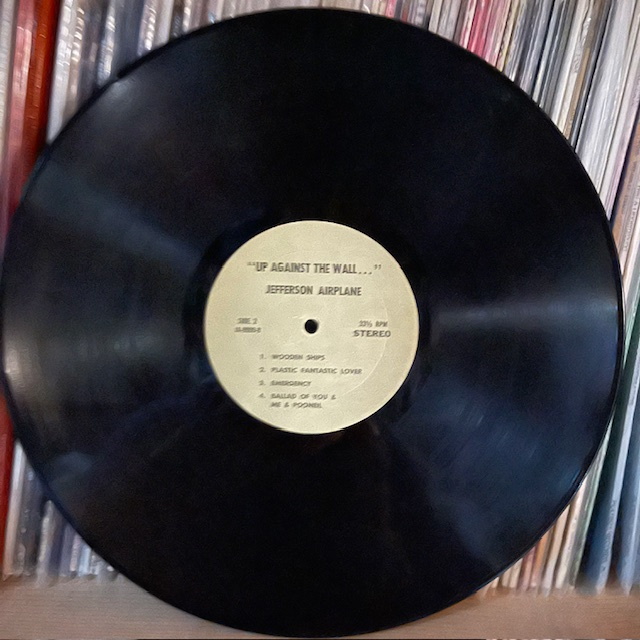 "UP AGAINST THE WALL..."
JEFFERSON AIRPLANE
SIDE 2
33⅓ RPM
STEREO
1. WOODEN SHIPS
2. PLASTIC FANTASTIC LOVER
3. EMERGENCY
4. BALLAD OF YOU &
ME & POONEIL